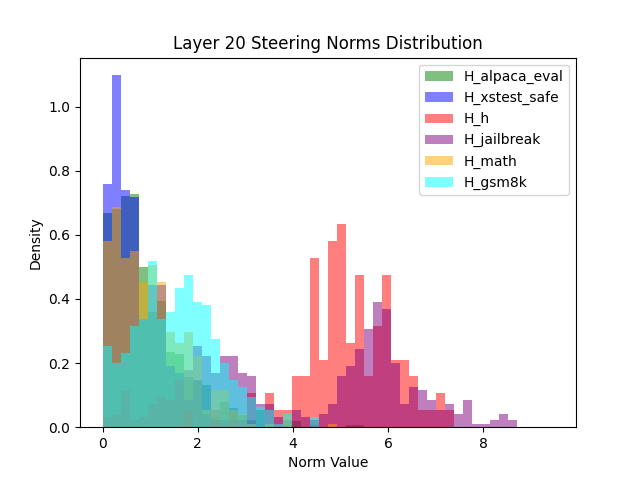 Layer 20 Steering Norms Distribution
H_alpaca_eval
H_xstest_safe
H_h
H_jailbreak
H_math
H_gsm8k
Density
1.0
0.8
0.6
0.4
0.2
0.0
0 2 4 6 8
Norm Value